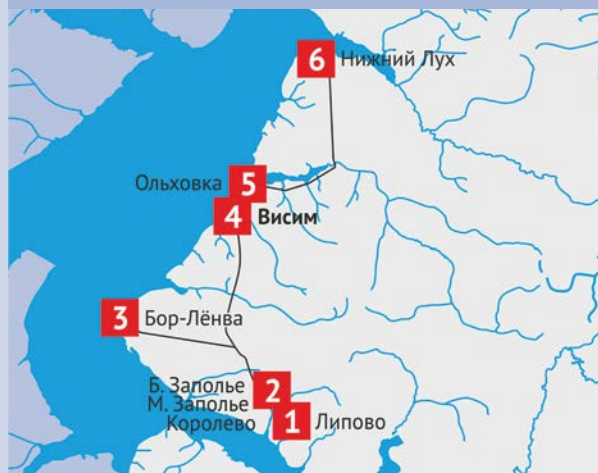 6 Нижний Лух
Ольховка 5
4 Висим
3 Бор-Лёнва
Б. Заполье 2
М. Заполье
Королево 1 Липово